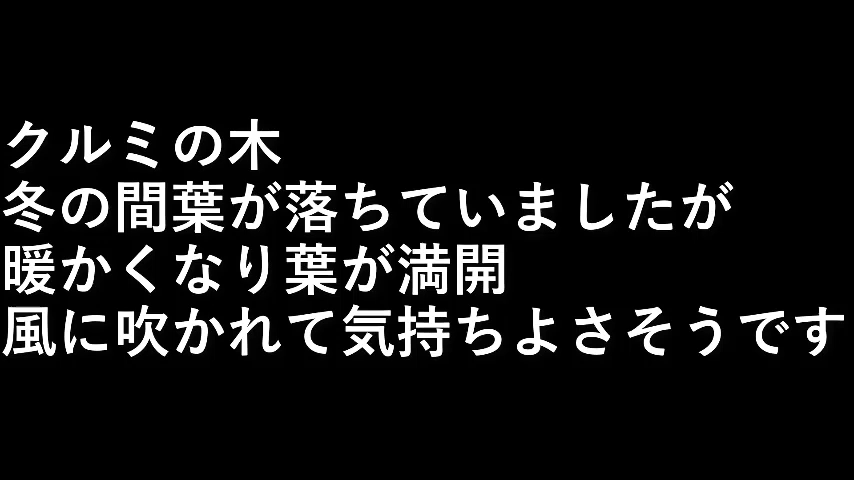 クルミの木
冬の間葉が落ちていましたが
暖かくなり葉が満開
風に吹かれて気持ちよさそうです